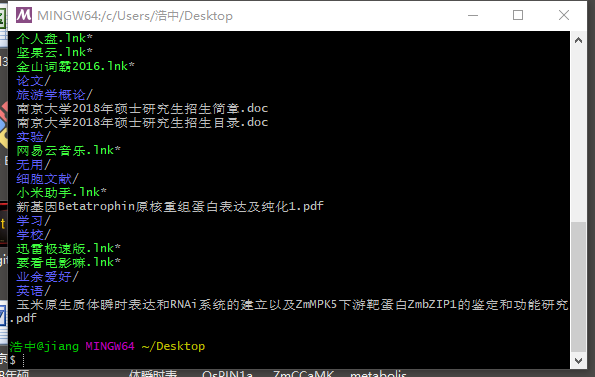 MINGW64:/c/Users/浩中/Desktop
个人盘.lnk*
坚果云.lnk*
金山词霸2016.lnk*
论文/
旅游学概论/
南京大学2018年硕士研究生招生简章.doc
南京大学2018年硕士研究生招生目录.doc
实验/
网易云音乐.lnk*
无用/
细胞文献/
小米助手.lnk*
新基因Betatrophin原核重组蛋白表达及纯化1.pdf
学习/
学校/
迅雷极速版.lnk*
要看电影嘛.lnk*
业余爱好/
英语/
玉米原生质体瞬时表达和RNAi系统的建立以及ZmMPK5下游靶蛋白ZmbZIP1的鉴定和功能研究
.pdf
浩中@jiang MINGW64 ~/Desktop
$